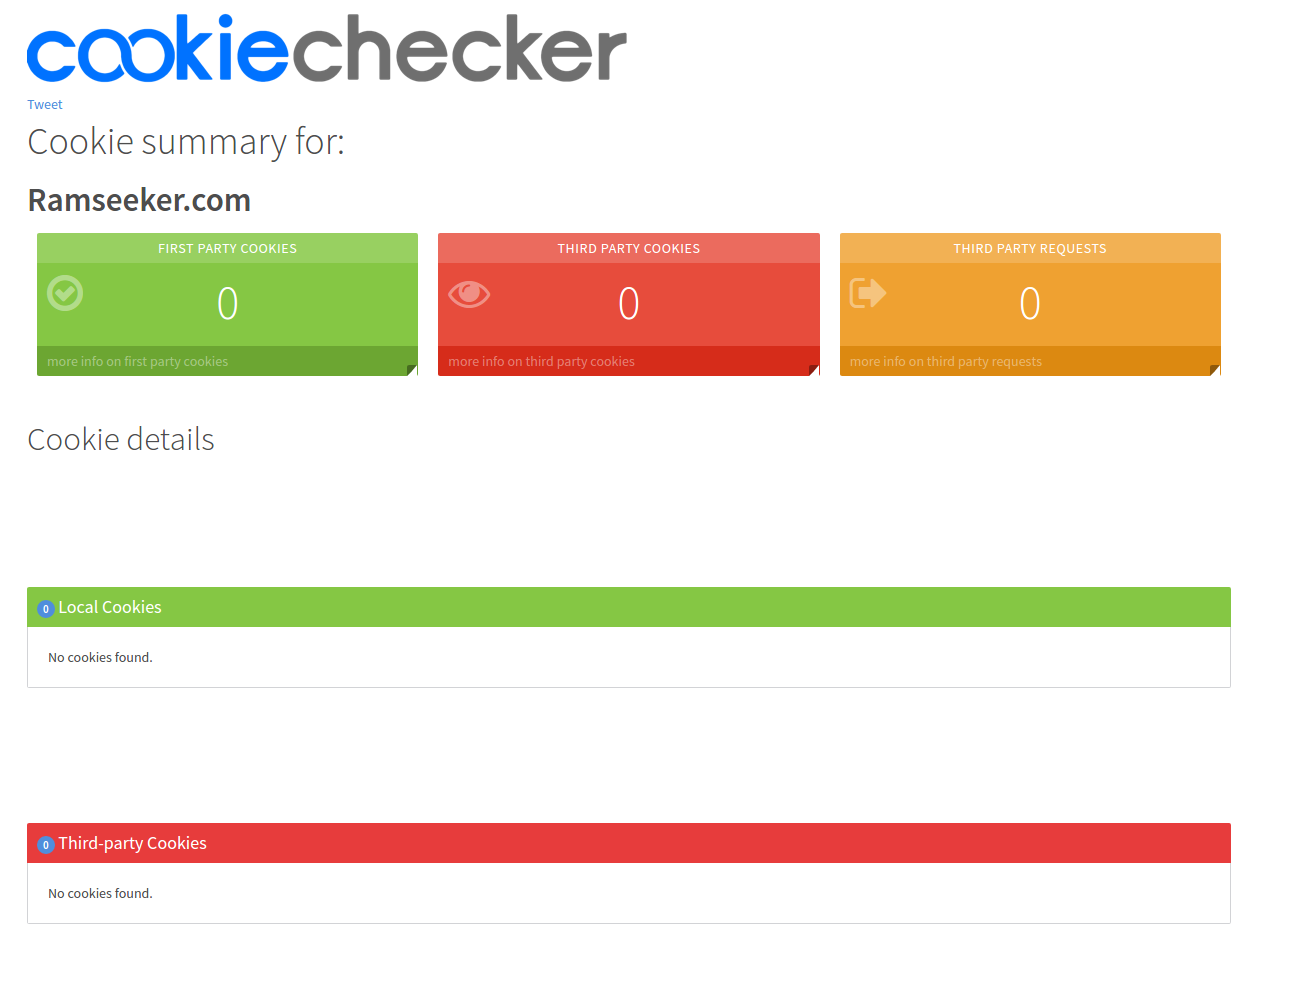 cookiechecker
Tweet
Cookie summary for:
Ramseeker.com
FIRST PARTY COOKIES
0
more info on first party cookies
THIRD PARTY COOKIES
0
more info on third party cookies
THIRD PARTY REQUESTS
0
more info on third party requests
Cookie details
0 Local Cookies
No cookies found.
0 Third-party Cookies
No cookies found.